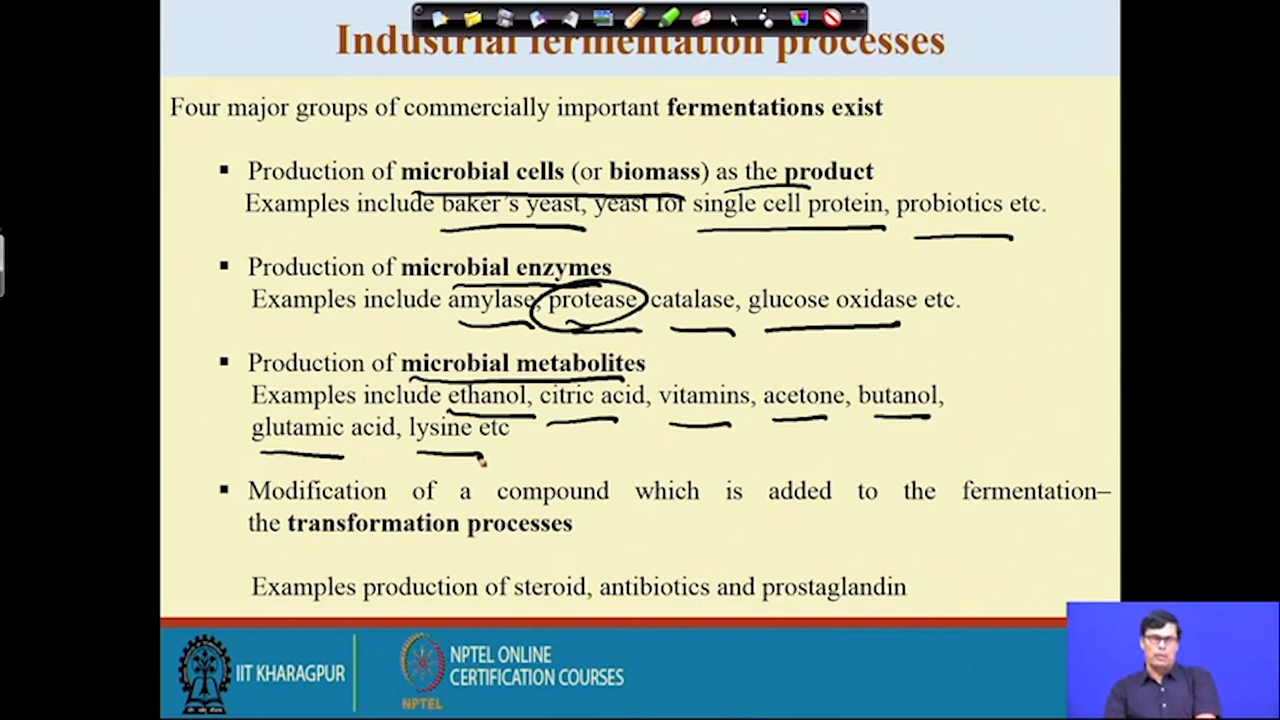 Industrial fermentation processes
Four major groups of commercially important fermentations exist
▪ Production of microbial cells (or biomass) as the product
Examples include baker's yeast, yeast for single cell protein, probiotics etc.
▪ Production of microbial enzymes
Examples include amylase, protease, catalase, glucose oxidase etc.
▪ Production of microbial metabolites
Examples include ethanol, citric acid, vitamins, acetone, butanol,
glutamic acid, lysine etc
▪ Modification of a compound which is added to the fermentation–
the transformation processes
Examples production of steroid, antibiotics and prostaglandin
IIT KHARAGPUR
NPTEL ONLINE
CERTIFICATION COURSES
NPTEL